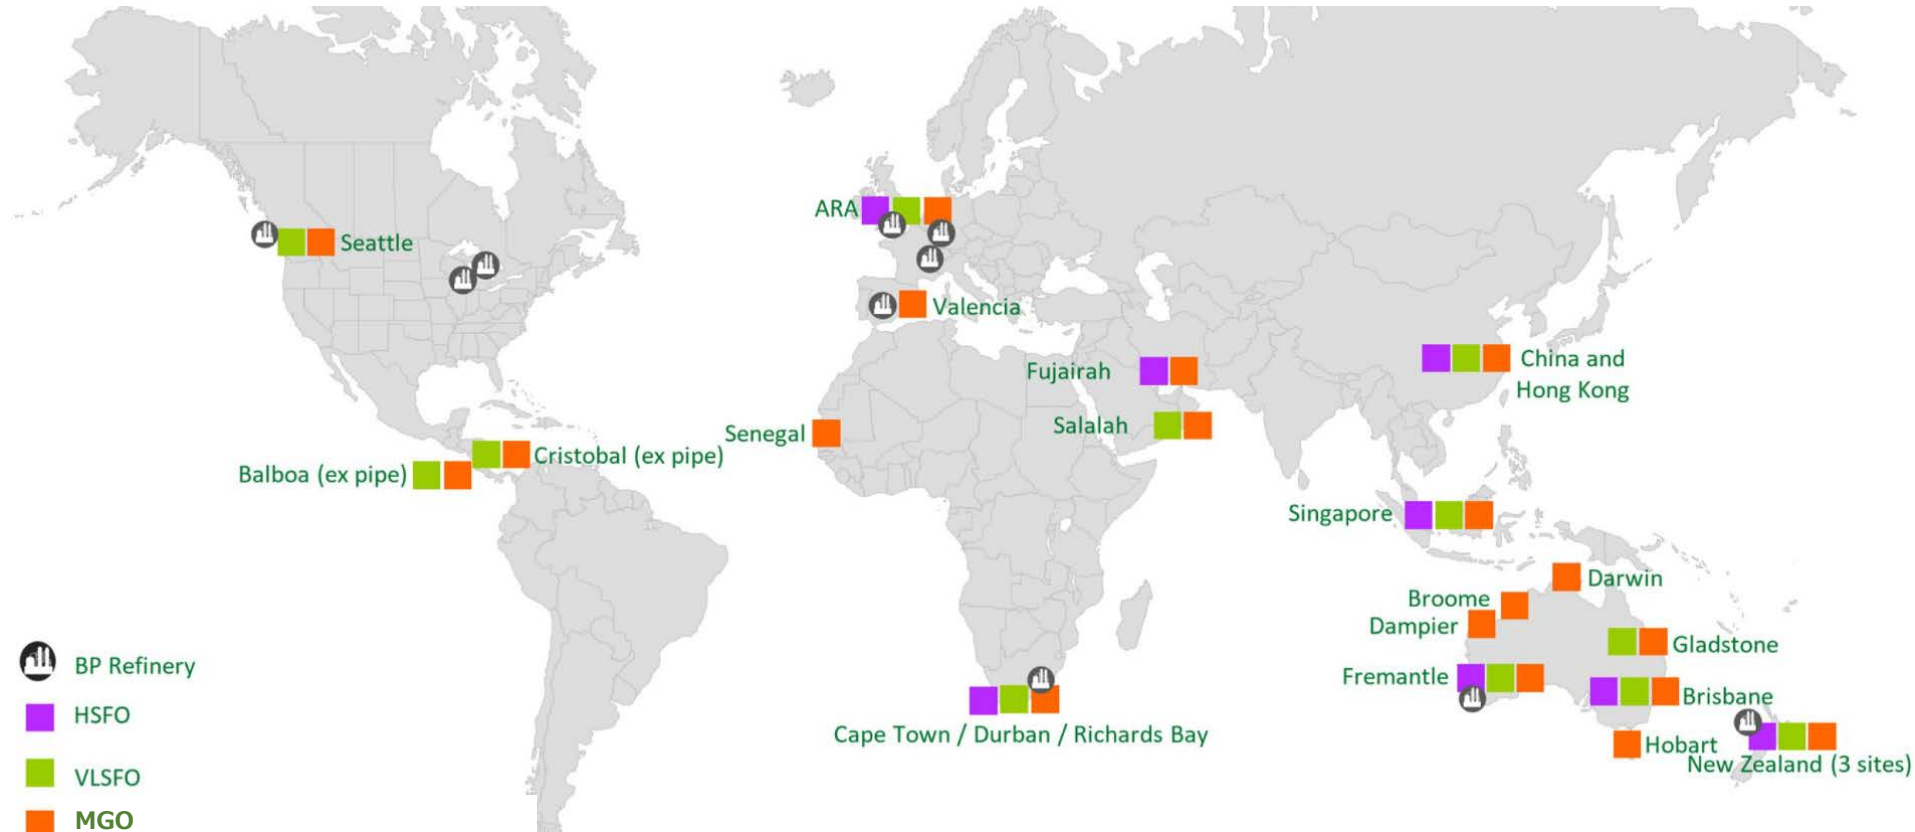 ARA
Seattle
Valencia
China and
Hong Kong
Fujairah
Salalah
Senegal
Cristobal (ex pipe)
Balboa (ex pipe)
Singapore
Darwin
Broome
Dampier
Gladstone
Fremantle
Brisbane
Cape Town / Durban / Richards Bay
Hobart
New Zealand (3 sites)
BP Refinery
HSFO
VLSFO
MGO